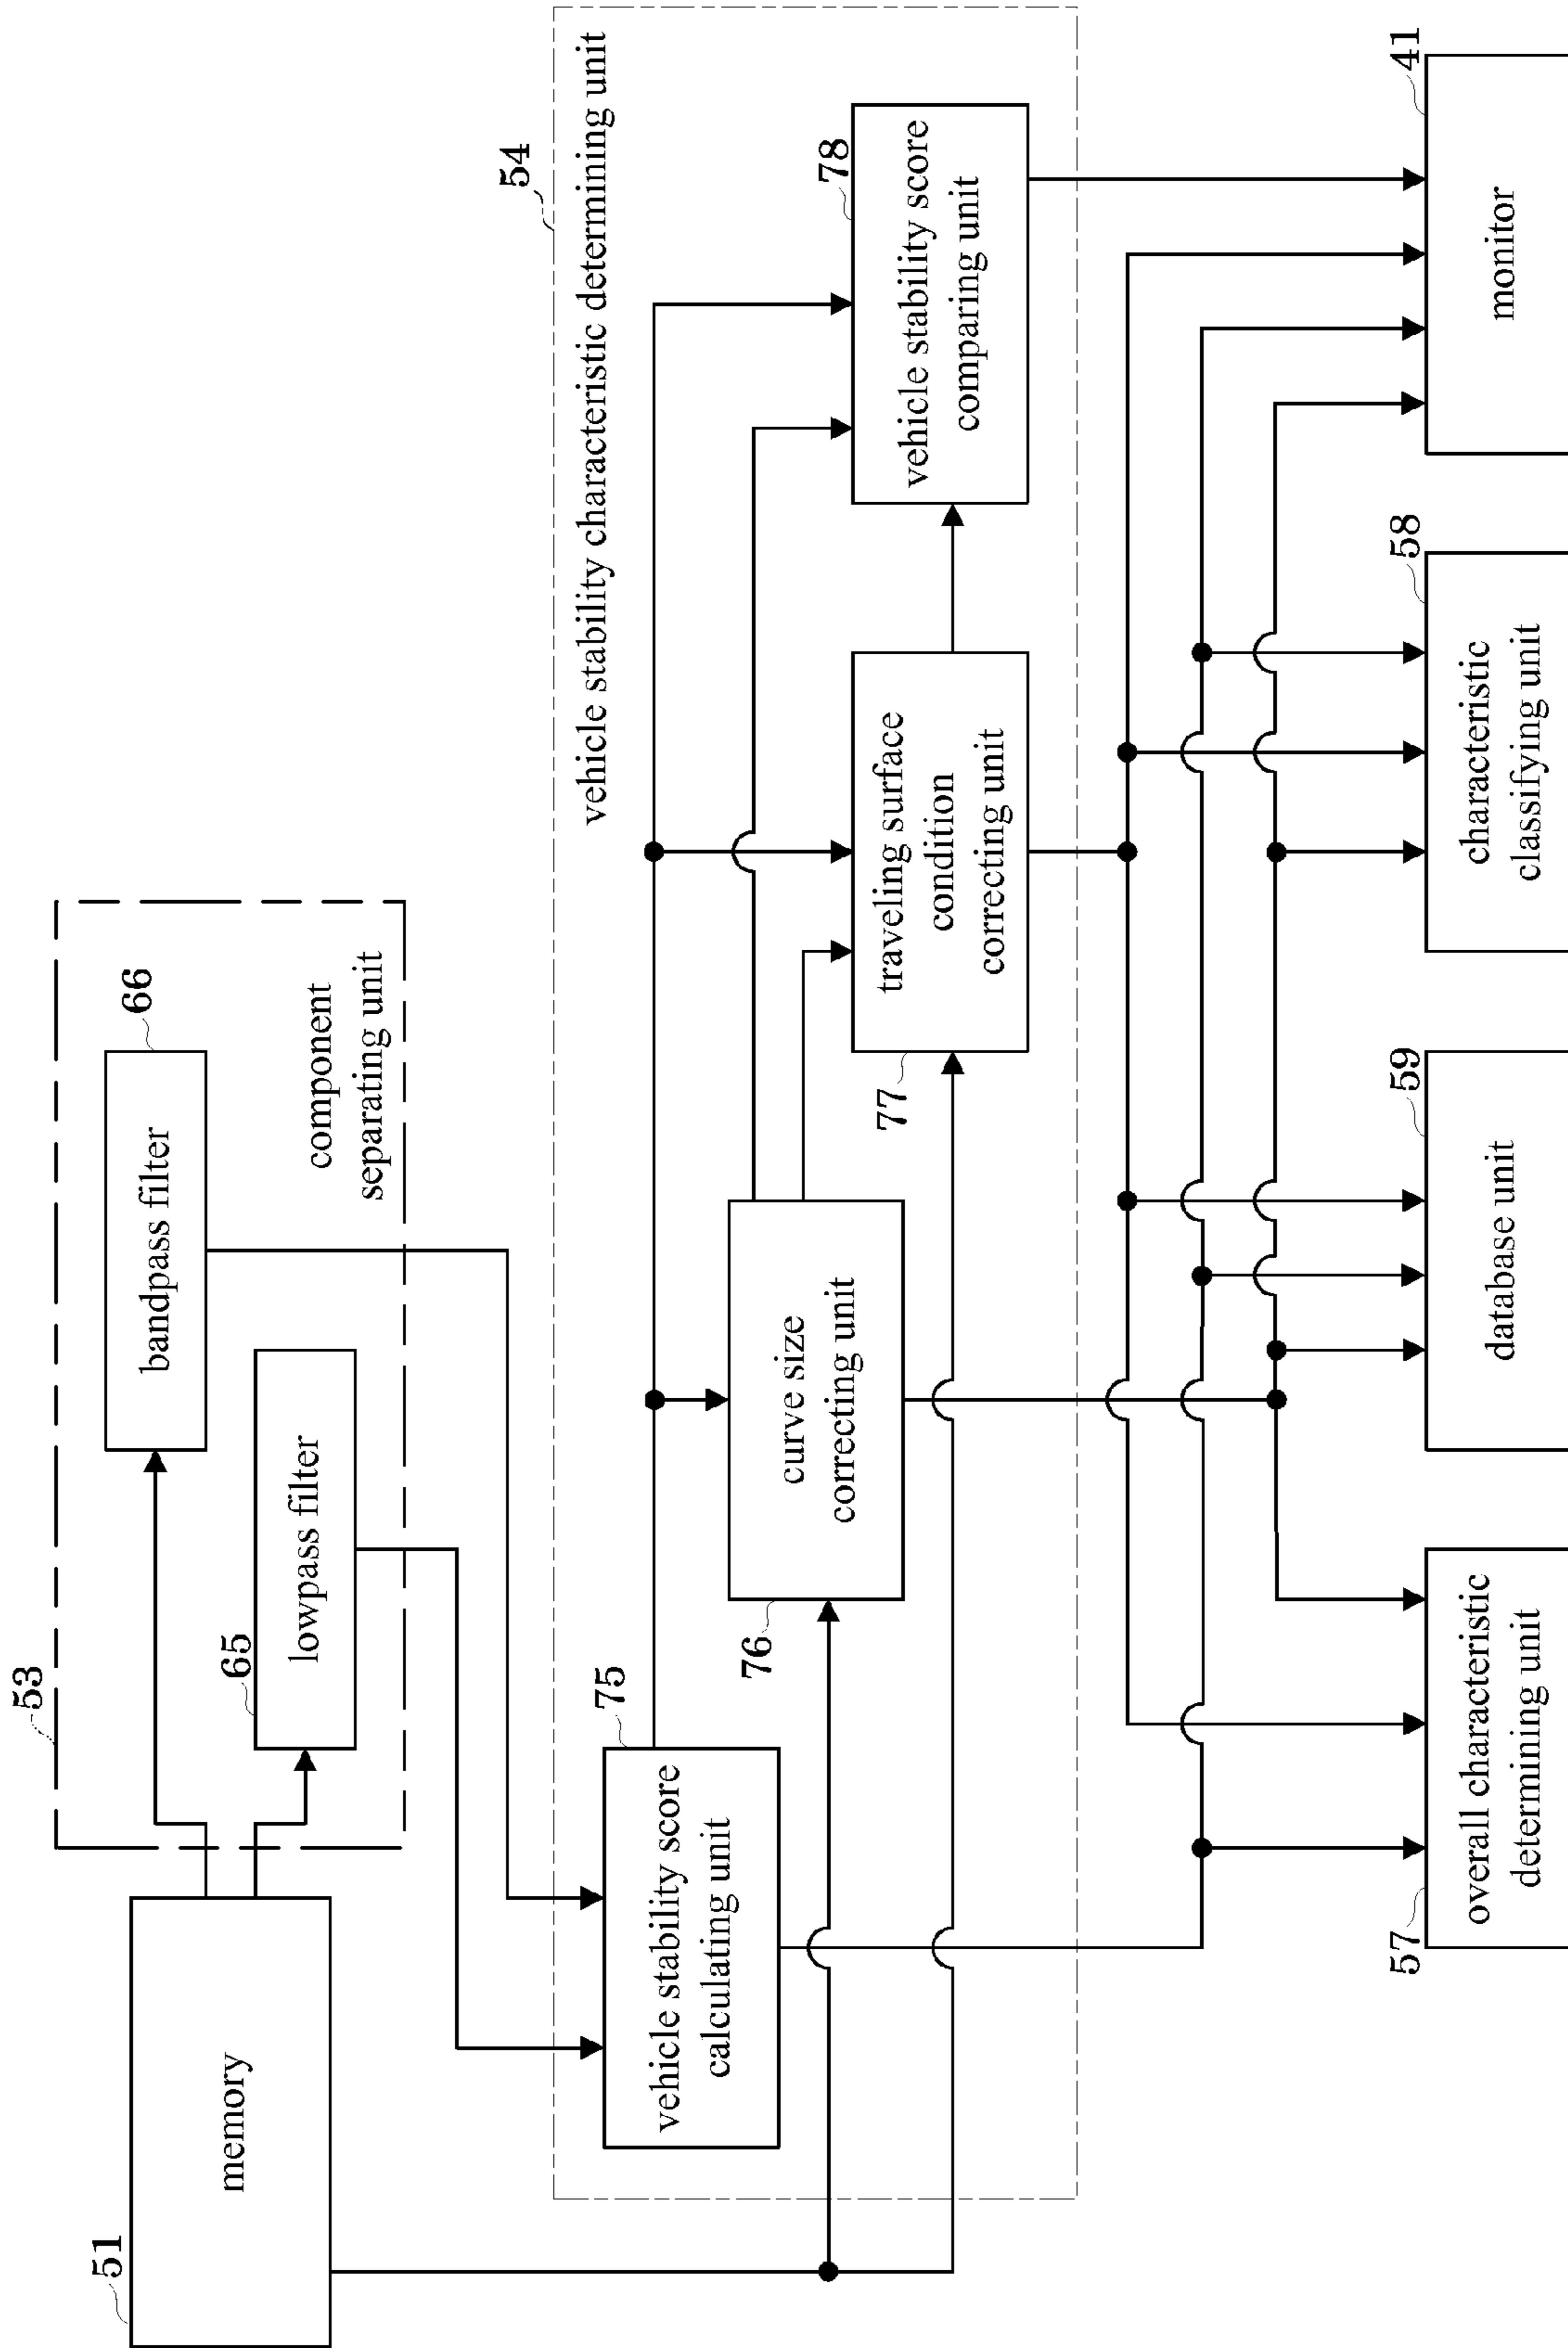 51
memory
53
66
bandpass filter
65
lowpass filter
component
separating unit
54
vehicle stability characteristic determining unit
75
vehicle stability score
calculating unit
76
curve size
correcting unit
77
traveling surface
condition
correcting unit
78
vehicle stability score
comparing unit
57
overall characteristic
determining unit
59
database unit
58
characteristic
classifying unit
41
monitor